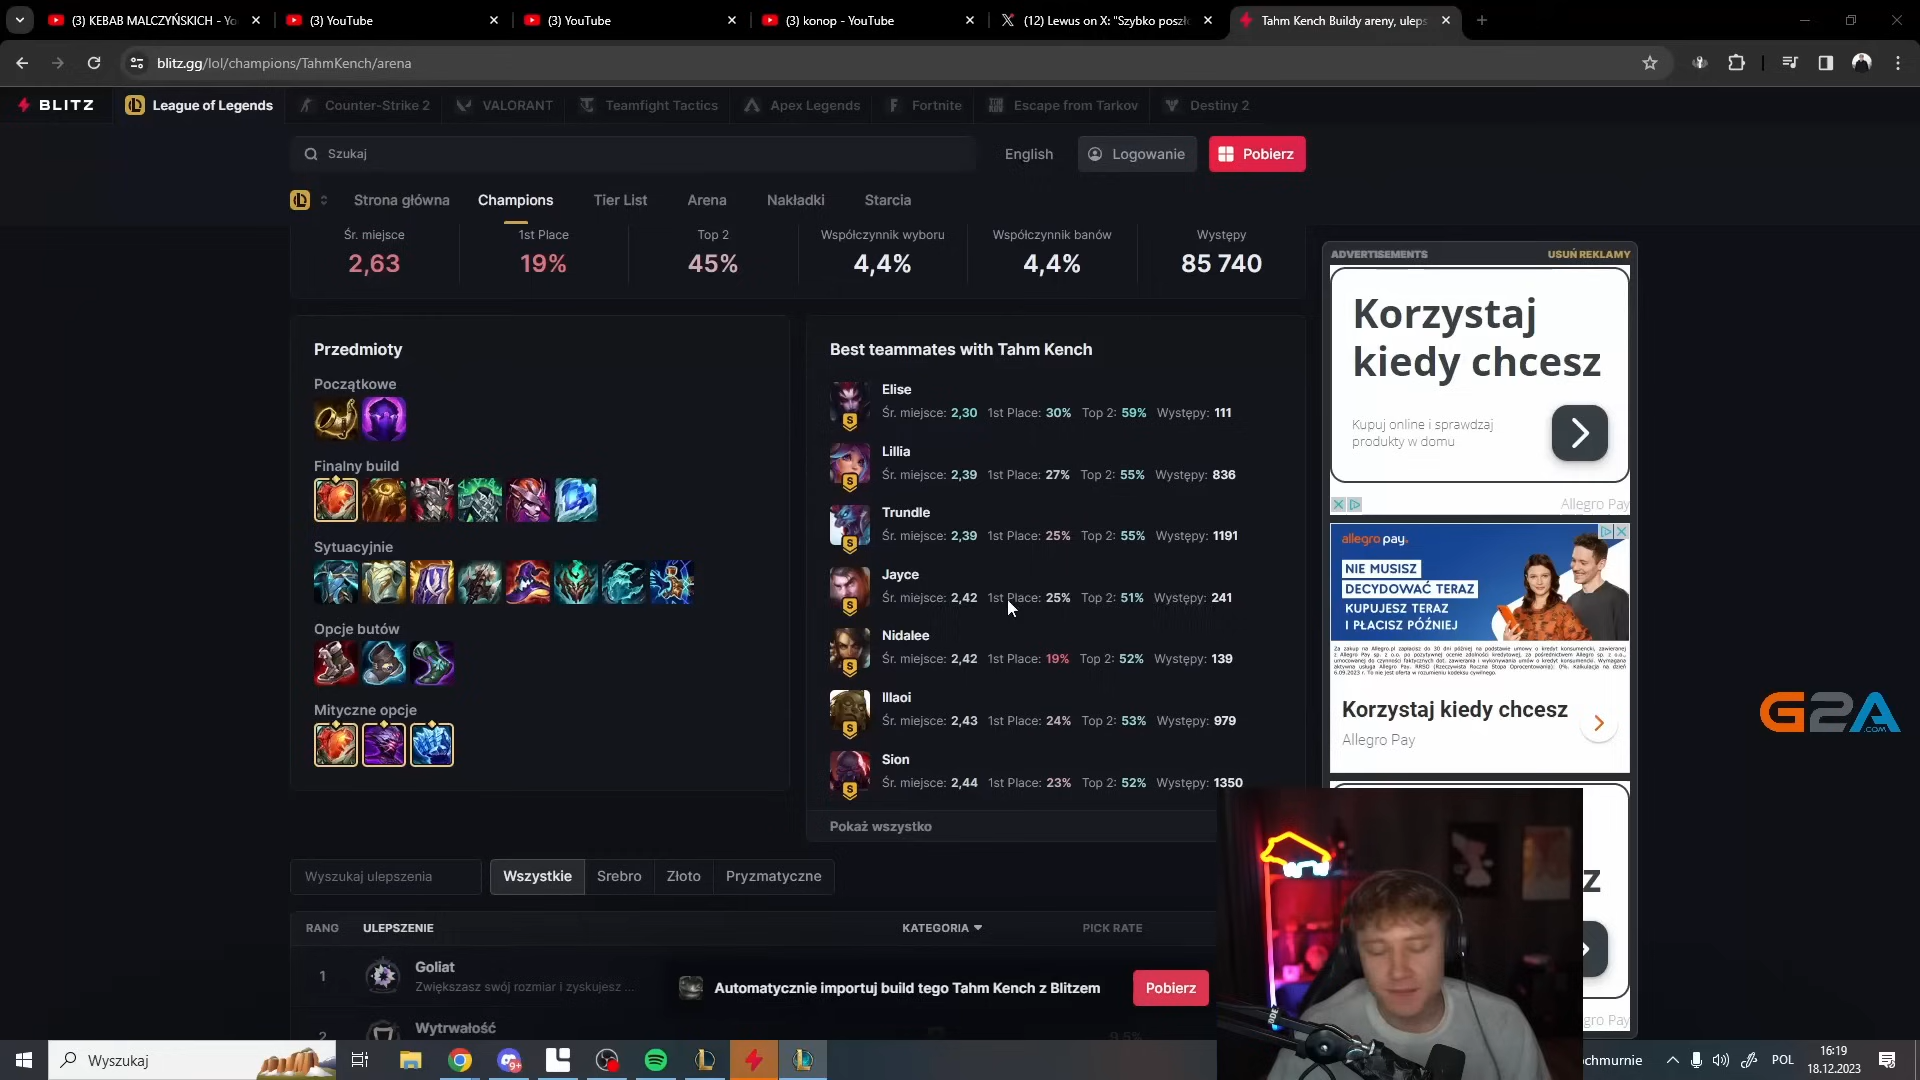 (3) KEBAB MALCZYŃSKICH - Yo
(3) YouTube
(3) YouTube
(3) konop - YouTube
(12) Lewus on X: "Szybko poszło
Tahm Kench Buildy areny, uleps
blitz.gg/lol/champions/TahmKench/arena
BLITZ
League of Legends
Counter-Strike 2
VALORANT
Teamfight Tactics
Apex Legends
Fortnite
Escape from Tarkov
Destiny 2
Szukaj
English
Logowanie
Pobierz
Strona główna
Champions
Tier List
Arena
Nakładki
Starcia
Śr. miejsce
1st Place
Top 2
Współczynnik wyboru
Współczynnik banów
Występy
2,63
19%
45%
4,4%
4,4%
85 740
Przedmioty
Początkowe
Finalny build
Sytuacyjnie
Opcje butów
Mityczne opcje
Best teammates with Tahm Kench
Elise
Śr. miejsce: 2,30 1st Place: 30% Top 2: 59% Występy: 111
Lillia
Śr. miejsce: 2,39 1st Place: 27% Top 2: 55% Występy: 836
Trundle
Śr. miejsce: 2,39 1st Place: 25% Top 2: 55% Występy: 1191
Jayce
Śr. miejsce: 2,42 1st Place: 25% Top 2: 51% Występy: 241
Nidalee
Śr. miejsce: 2,42 1st Place: 19% Top 2: 52% Występy: 139
Illaoi
Śr. miejsce: 2,43 1st Place: 24% Top 2: 53% Występy: 979
Sion
Śr. miejsce: 2,44 1st Place: 23% Top 2: 52% Występy: 1350
Pokaż wszystko
ADVERTISEMENTS
USUŃ REKLAMY
Korzystaj
kiedy chcesz
Kupuj online i sprawdzaj
produkty w domu
Allegro Pay
allegro pay.
NIE MUSISZ
DECYDOWAĆ TERAZ
KUPUJESZ TERAZ
I PŁACISZ PÓŹNIEJ
Korzystaj kiedy chcesz
Allegro Pay
z
gro Pay
G2A
.COM
Wyszukaj ulepszenia
Wszystkie
Srebro
Złoto
Pryzmatyczne
RANG
ULEPSZENIE
KATEGORIA
PICK RATE
1
Goliat
Zwiększasz swój rozmiar i zyskujesz ...
2
Wytrwałość
9.5%
Automatycznie importuj build tego Tahm Kench z Blitzem
Pobierz
Wyszukaj
9+
ochmurnie
POL
16:19
18.12.2023